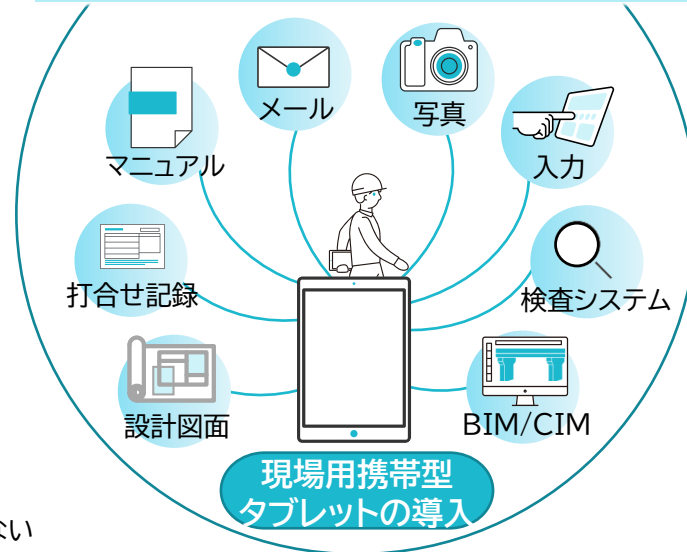 メール
写真
マニュアル
入力
打合せ記録
検査システム
設計図面
BIM/CIM
現場用携帯型
タブレットの導入
ない